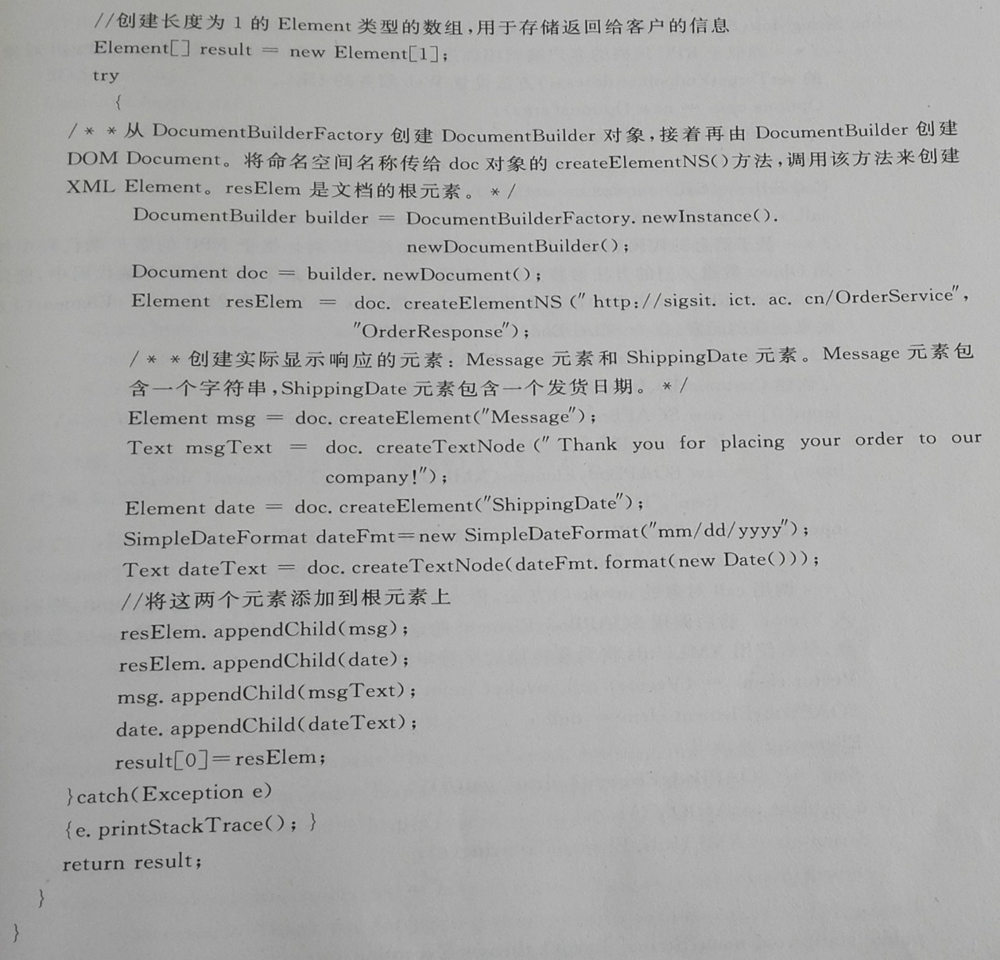 //创建长度为 1 的 Element 类型的数组,用于存储返回给客户的信息
Element[] result = new Element[1];
try
{
/ * * 从 DocumentBuilderFactory 创建 DocumentBuilder 对象,接着再由 DocumentBuilder 创建
DOM Document。将命名空间名称传给 doc 对象的 createElementNS()方法,调用该方法来创建
XML Element。resElem 是文档的根元素。 * /
DocumentBuilder builder = DocumentBuilderFactory. newInstance().
newDocumentBuilder();
Document doc = builder. newDocument();
Element resElem = doc. createElementNS (" http://sigsit. ict. ac. cn/OrderService",
"OrderResponse");
/ * * 创建实际显示响应的元素: Message 元素和 ShippingDate 元素。Message 元素包
含一个字符串,ShippingDate 元素包含一个发货日期。 * /
Element msg = doc. createElement("Message");
Text msgText = doc. createTextNode (" Thank you for placing your order to our
company!");
Element date = doc. createElement("ShippingDate");
SimpleDateFormat dateFmt=new SimpleDateFormat("mm/dd/yyyy");
Text dateText = doc. createTextNode(dateFmt. format(new Date()));
//将这两个元素添加到根元素上
resElem. appendChild(msg);
resElem. appendChild(date);
msg. appendChild(msgText);
date. appendChild(dateText);
result[0]=resElem;
}catch(Exception e)
{e. printStackTrace(); }
return result;
}
}